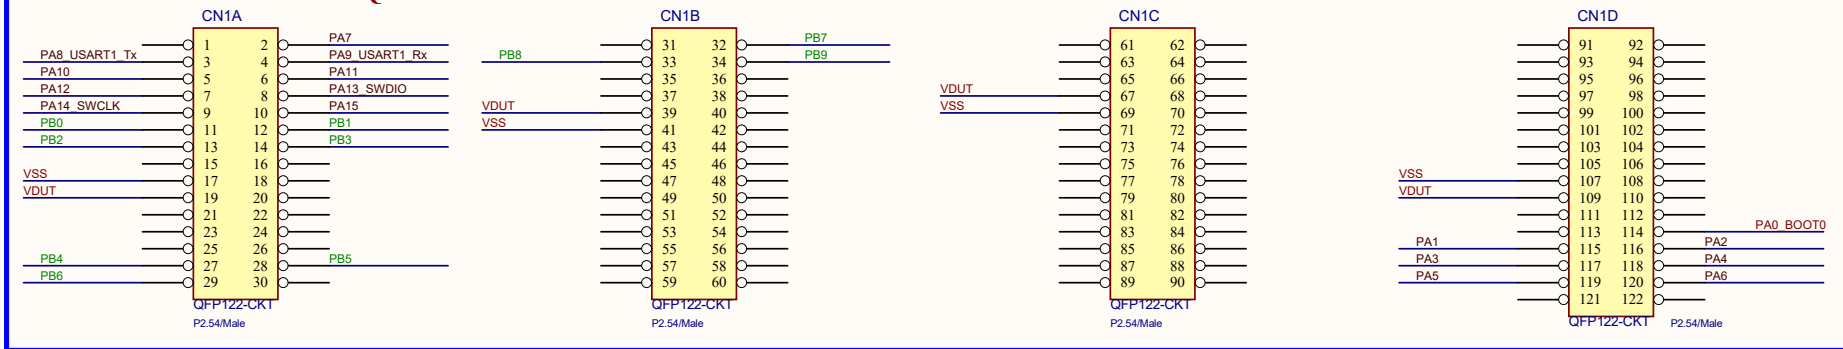 CN1A
1 2 PA7
PA8_USART1_Tx 3 4 PA9_USART1_Rx
PA10 5 6 PA11
PA12 7 8 PA13_SWDIO
PA14_SWCLK 9 10 PA15
PB0 11 12 PB1
PB2 13 14 PB3
15 16
VSS 17 18
VDUT 19 20
21 22
23 24
25 26
PB4 27 28 PB5
PB6 29 30
QFP122-CKT
P2.54/Male
CN1B
31 32 PB7
PB8 33 34 PB9
35 36
37 38
VDUT 39 40
VSS 41 42
43 44
45 46
47 48
49 50
51 52
53 54
55 56
57 58
59 60
QFP122-CKT
P2.54/Male
CN1C
61 62
63 64
65 66
VDUT 67 68
VSS 69 70
71 72
73 74
75 76
77 78
79 80
81 82
83 84
85 86
87 88
89 90
QFP122-CKT
P2.54/Male
CN1D
91 92
93 94
95 96
97 98
99 100
101 102
103 104
105 106
VSS 107 108
VDUT 109 110
111 112
113 114 PA0_BOOT0
PA1 115 116 PA2
PA3 117 118 PA4
PA5 119 120 PA6
121 122
QFP122-CKT P2.54/Male